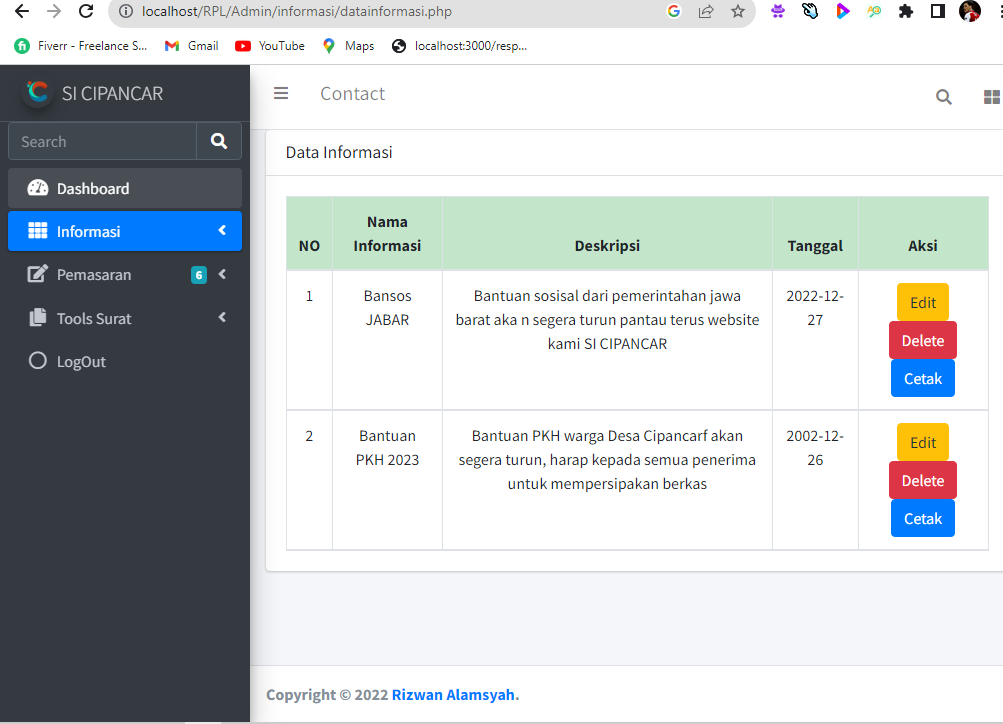 localhost/RPL/Admin/informasi/datainformasi.php
Fiverr - Freelance S...
Gmail
YouTube
Maps
localhost:3000/resp...
SI CIPANCAR
Contact
Search
Dashboard
Informasi
Pemasaran 6
Tools Surat
LogOut
Data Informasi
NO
Nama
Informasi
Deskripsi
Tanggal
Aksi
1
Bansos
JABAR
Bantuan sosisal dari pemerintahan jawa
barat aka n segera turun pantau terus website
kami SI CIPANCAR
2022-12-
27
Edit
Delete
Cetak
2
Bantuan
PKH 2023
Bantuan PKH warga Desa Cipancarf akan
segera turun, harap kepada semua penerima
untuk mempersipakan berkas
2002-12-
26
Edit
Delete
Cetak
Copyright © 2022 Rizwan Alamsyah.